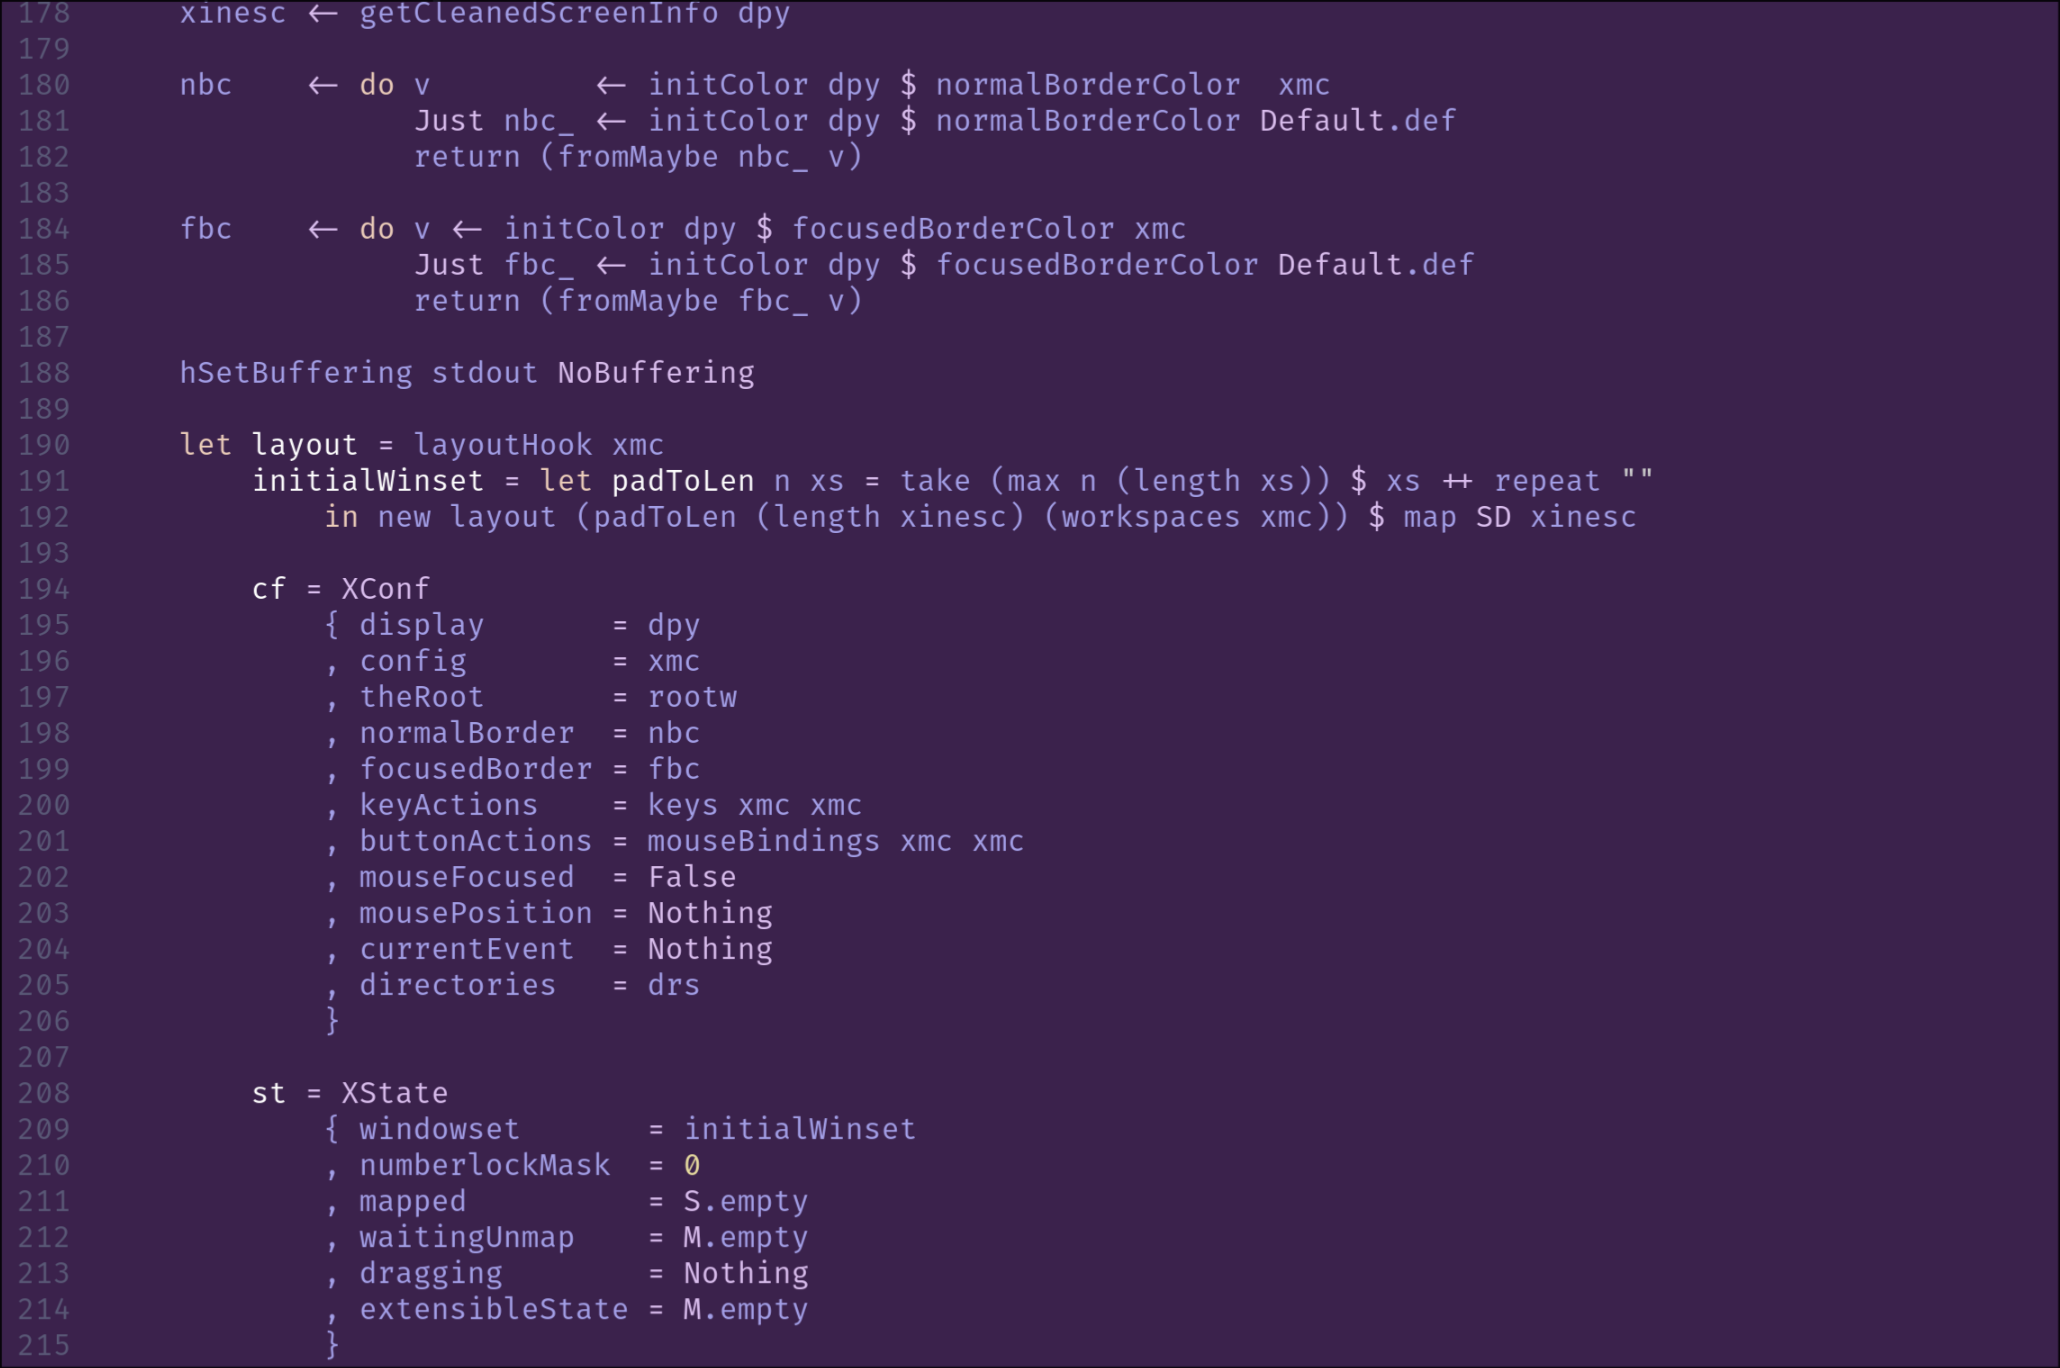 178      xinesc <- getCleanedScreenInfo dpy
179
180      nbc    <- do v         <- initColor dpy $ normalBorderColor  xmc
181                   Just nbc_ <- initColor dpy $ normalBorderColor Default.def
182                   return (fromMaybe nbc_ v)
183
184      fbc    <- do v <- initColor dpy $ focusedBorderColor xmc
185                   Just fbc_ <- initColor dpy $ focusedBorderColor Default.def
186                   return (fromMaybe fbc_ v)
187
188      hSetBuffering stdout NoBuffering
189
190      let layout = layoutHook xmc
191          initialWinset = let padToLen n xs = take (max n (length xs)) $ xs ++ repeat ""
192              in new layout (padToLen (length xinesc) (workspaces xmc)) $ map SD xinesc
193
194          cf = XConf
195              { display       = dpy
196              , config        = xmc
197              , theRoot       = rootw
198              , normalBorder  = nbc
199              , focusedBorder = fbc
200              , keyActions    = keys xmc xmc
201              , buttonActions = mouseBindings xmc xmc
202              , mouseFocused  = False
203              , mousePosition = Nothing
204              , currentEvent  = Nothing
205              , directories   = drs
206              }
207
208          st = XState
209              { windowset       = initialWinset
210              , numberlockMask  = 0
211              , mapped          = S.empty
212              , waitingUnmap    = M.empty
213              , dragging        = Nothing
214              , extensibleState = M.empty
215              }